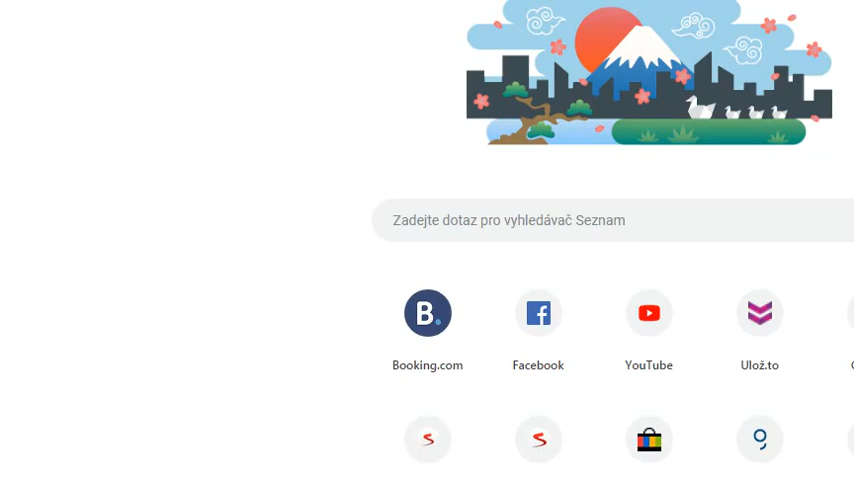 Zadejte dotaz pro vyhledávač Seznam
B.
Booking.com
Facebook
YouTube
Ulož.to